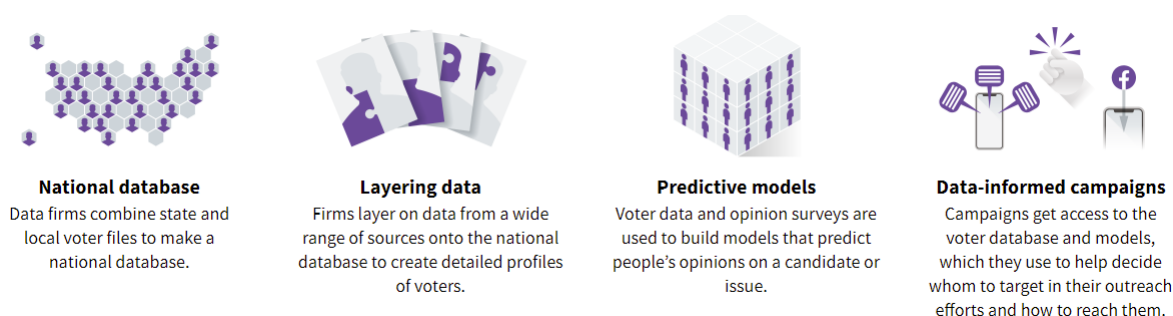 National database
Data firms combine state and
local voter files to make a
national database.
Layering data
Firms layer on data from a wide
range of sources onto the national
database to create detailed profiles
of voters.
Predictive models
Voter data and opinion surveys are
used to build models that predict
people’s opinions on a candidate or
issue.
Data-informed campaigns
Campaigns get access to the
voter database and models,
which they use to help decide
whom to target in their outreach
efforts and how to reach them.